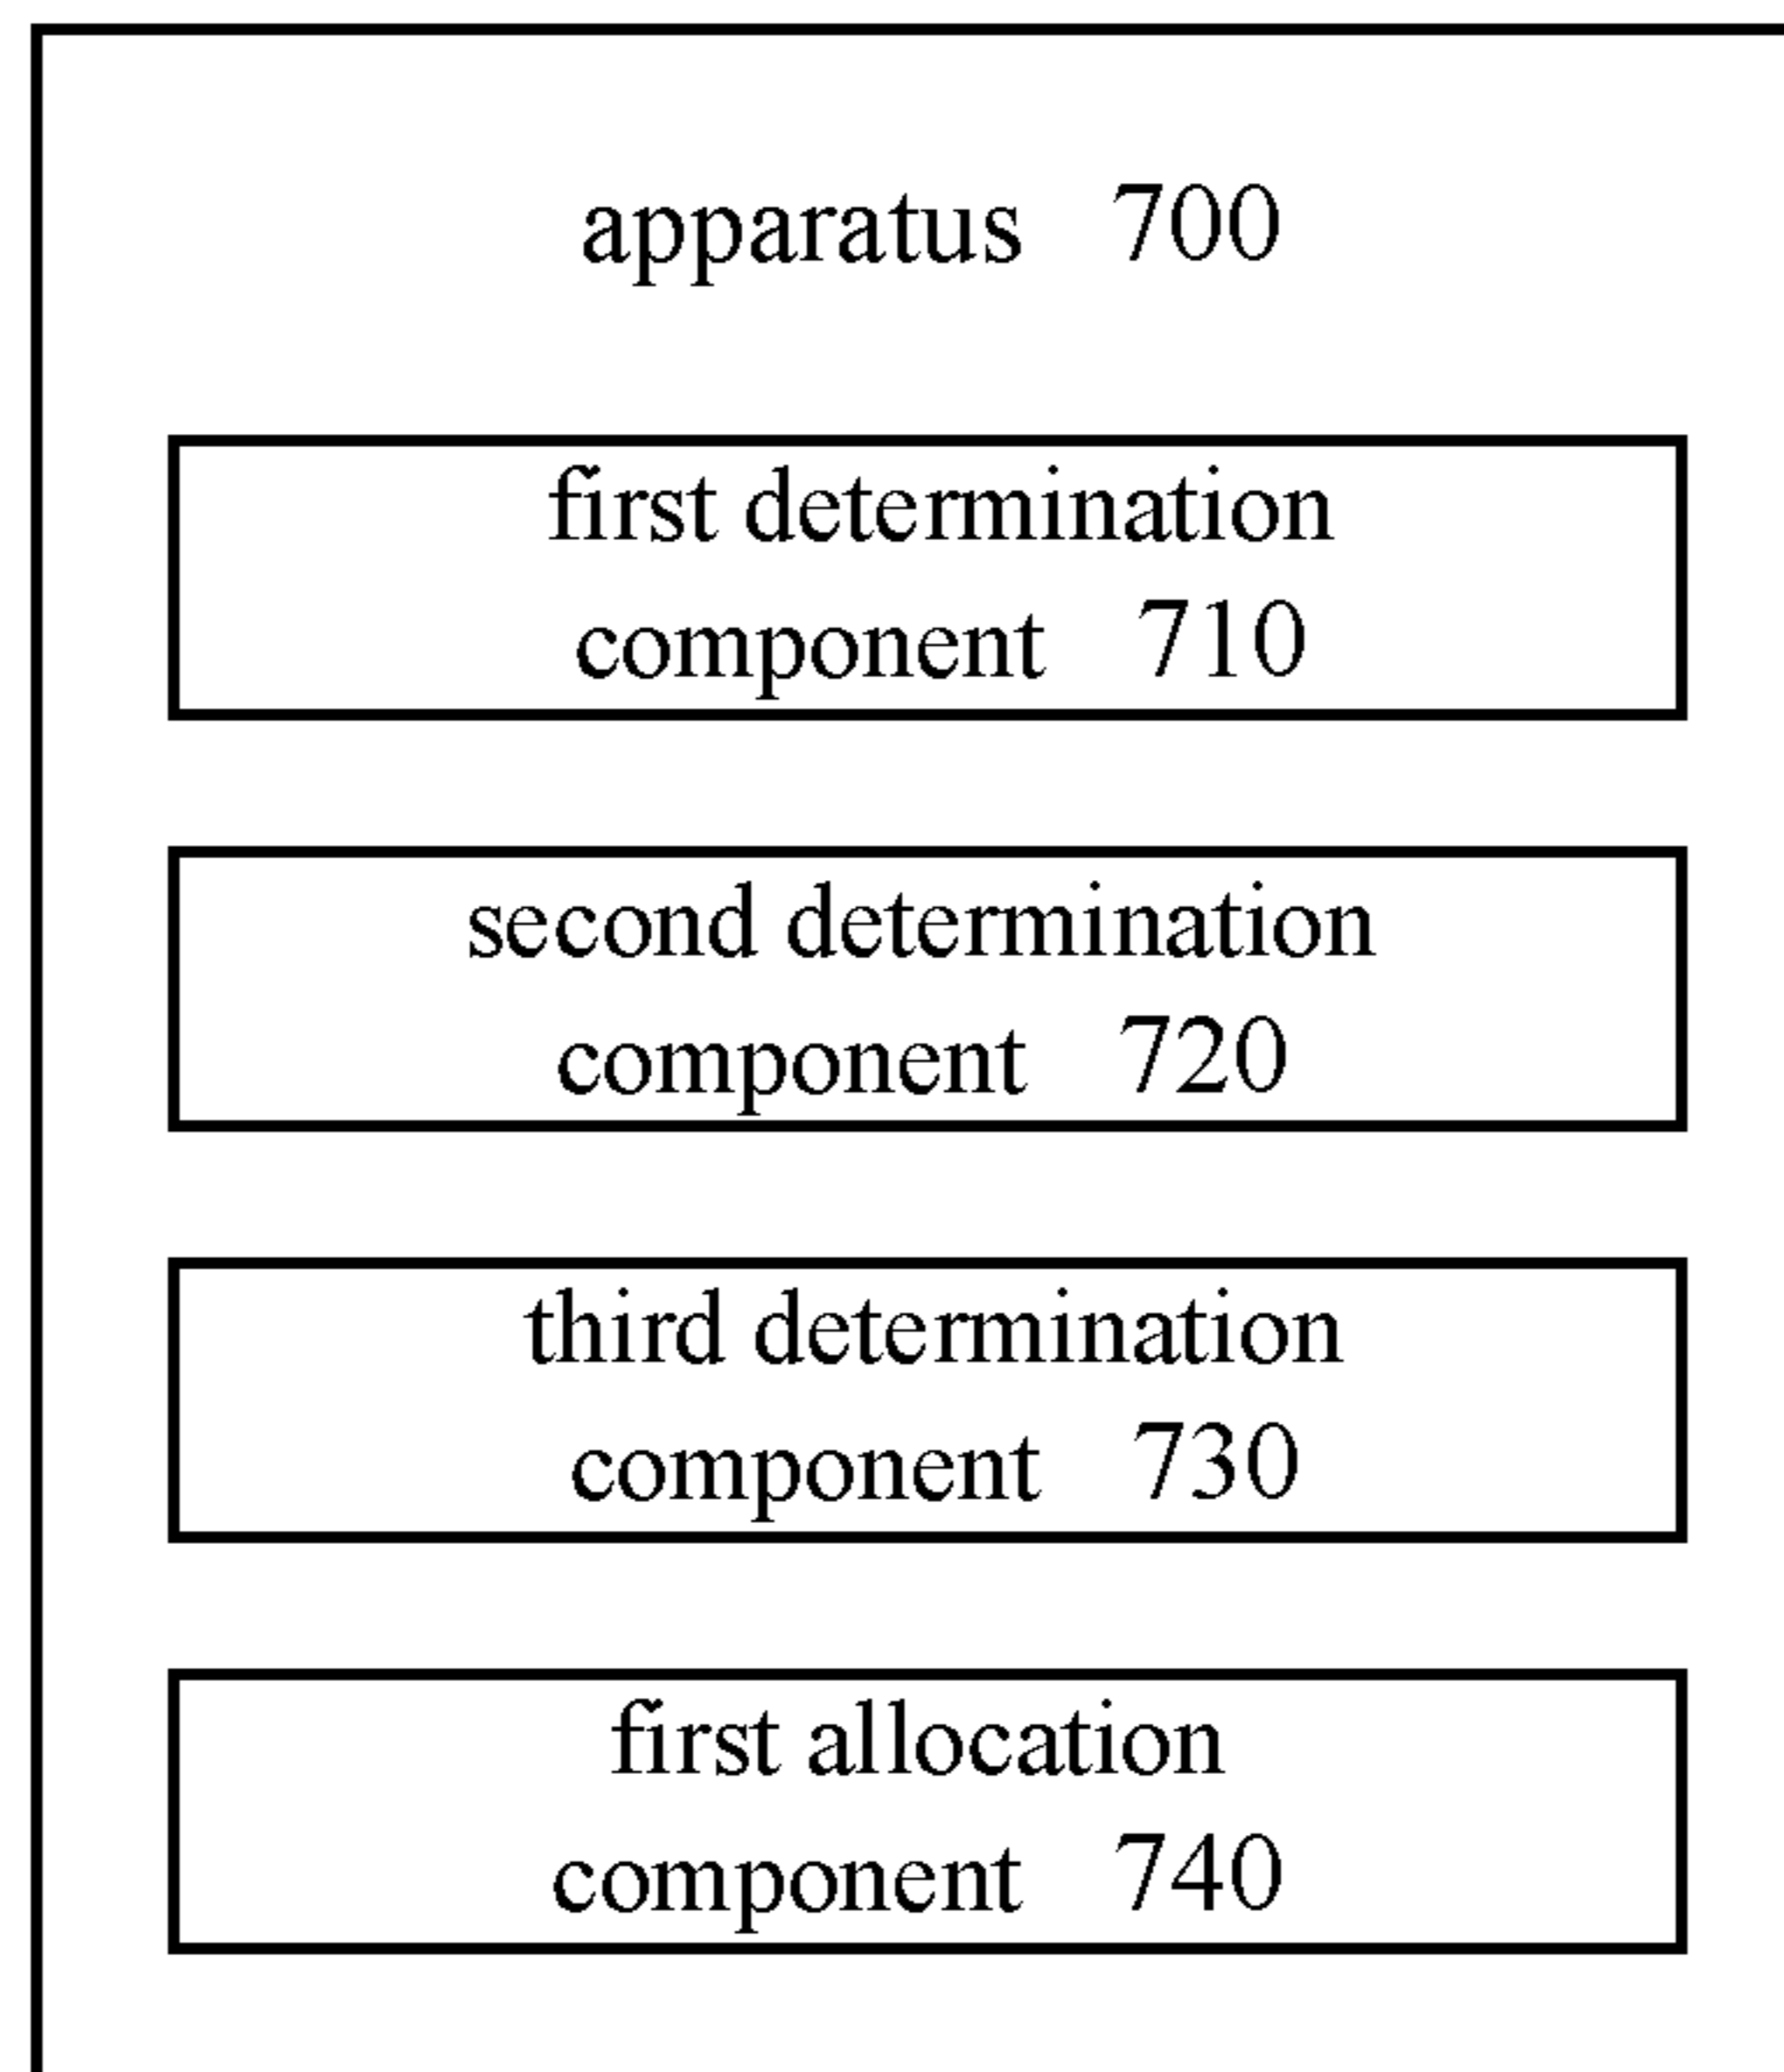 apparatus 700
first determination
component 710
second determination
component 720
third determination
component 730
first allocation
component 740